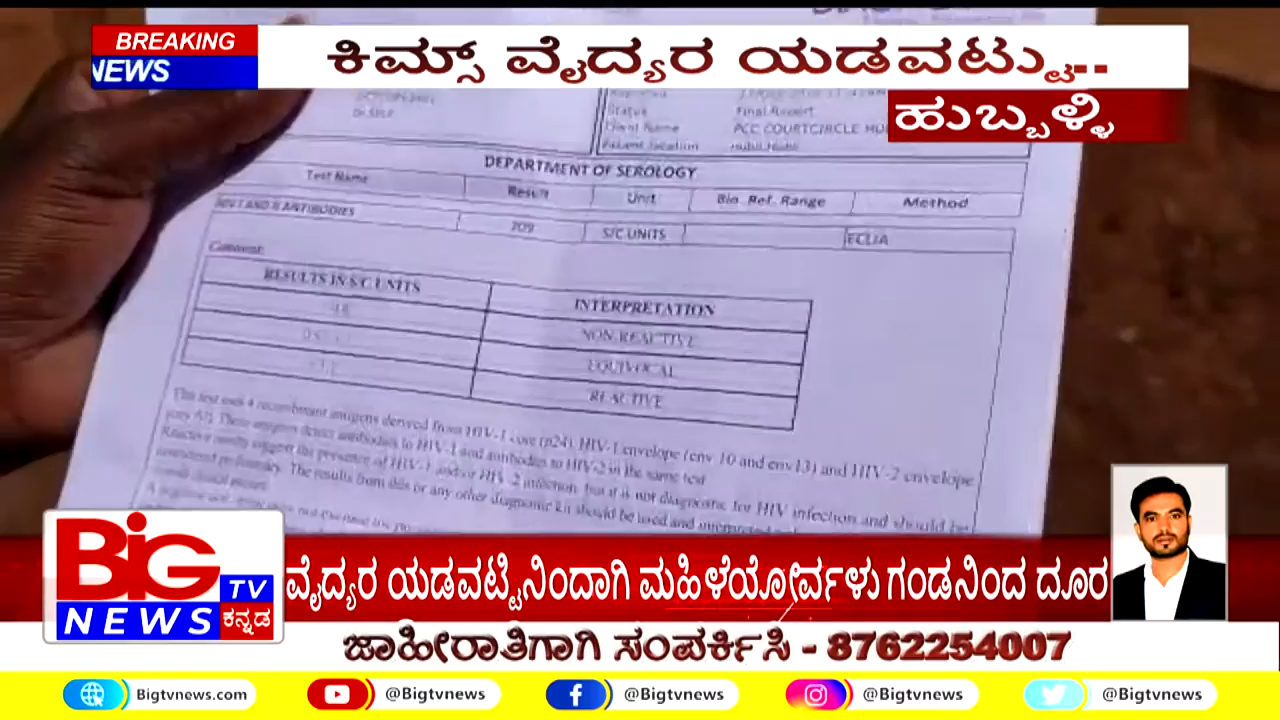 BREAKING
NEWS
ಕಿಮ್ಸ್ ವೈದ್ಯರ ಯಡವಟ್ಟು..
ಹುಬ್ಬಳ್ಳಿ
Status Final Report
Client Name PCC COURTCIRCLE
Patient Location
DEPARTMENT OF SEROLOGY
Test Name Result Unit Bio. Ref. Range Method
HIV I AND II ANTIBODIES 709 S/C UNITS ECLIA
Comment:
RESULTS IN S/C UNITS INTERPRETATION
NON-REACTIVE
EQUIVOCAL
REACTIVE
This test uses 4 recombinant antigens derived from HIV-1 core (p24), HIV-1 envelope (env 10 and env13) and HIV-2 envelope
These antigens detect antibodies to HIV-1 and antibodies to HIV-2 in the same test
Reactive results suggest the presence of HIV-1 and/or HIV-2 infection, but it is not diagnostic for HIV infection and should be
The results from this or any other diagnostic kit should be used and interpreted
BIG
TV
NEWS
ಕನ್ನಡ
ವೈದ್ಯರ ಯಡವಟ್ಟಿನಿಂದಾಗಿ ಮಹಿಳೆಯೋರ್ವಳು ಗಂಡನಿಂದ ದೂರ
ಜಾಹೀರಾತಿಗಾಗಿ ಸಂಪರ್ಕಿಸಿ - 8762254007
Bigtvnews.com @Bigtvnews @Bigtvnews @Bigtvnews @Bigtvnews